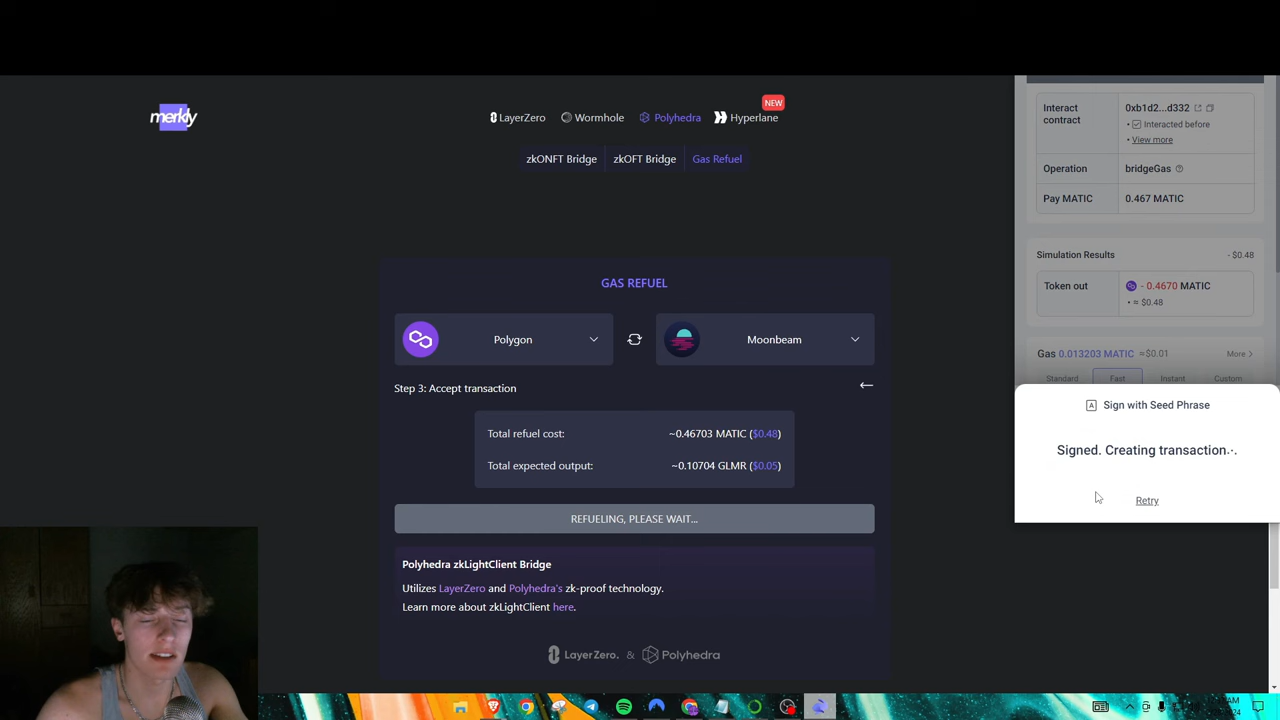 merkly
LayerZero
Wormhole
Polyhedra
Hyperlane
NEW
zkONFT Bridge
zkOFT Bridge
Gas Refuel
GAS REFUEL
Polygon
Moonbeam
Step 3: Accept transaction
Total refuel cost:
~0.46703 MATIC ($0.48)
Total expected output:
~0.10704 GLMR ($0.05)
REFUELING, PLEASE WAIT...
Polyhedra zkLightClient Bridge
Utilizes LayerZero and Polyhedra's zk-proof technology.
Learn more about zkLightClient here.
LayerZero. & Polyhedra
Interact contract
0xb1d2...d332
• Interacted before
• View more
Operation
bridgeGas
Pay MATIC
0.467 MATIC
Simulation Results
- $0.48
Token out
- 0.4670 MATIC
• ≈ $0.48
Gas 0.013203 MATIC ≈$0.01
More
Standard
Fast
Instant
Custom
Sign with Seed Phrase
Signed. Creating transaction...
Retry